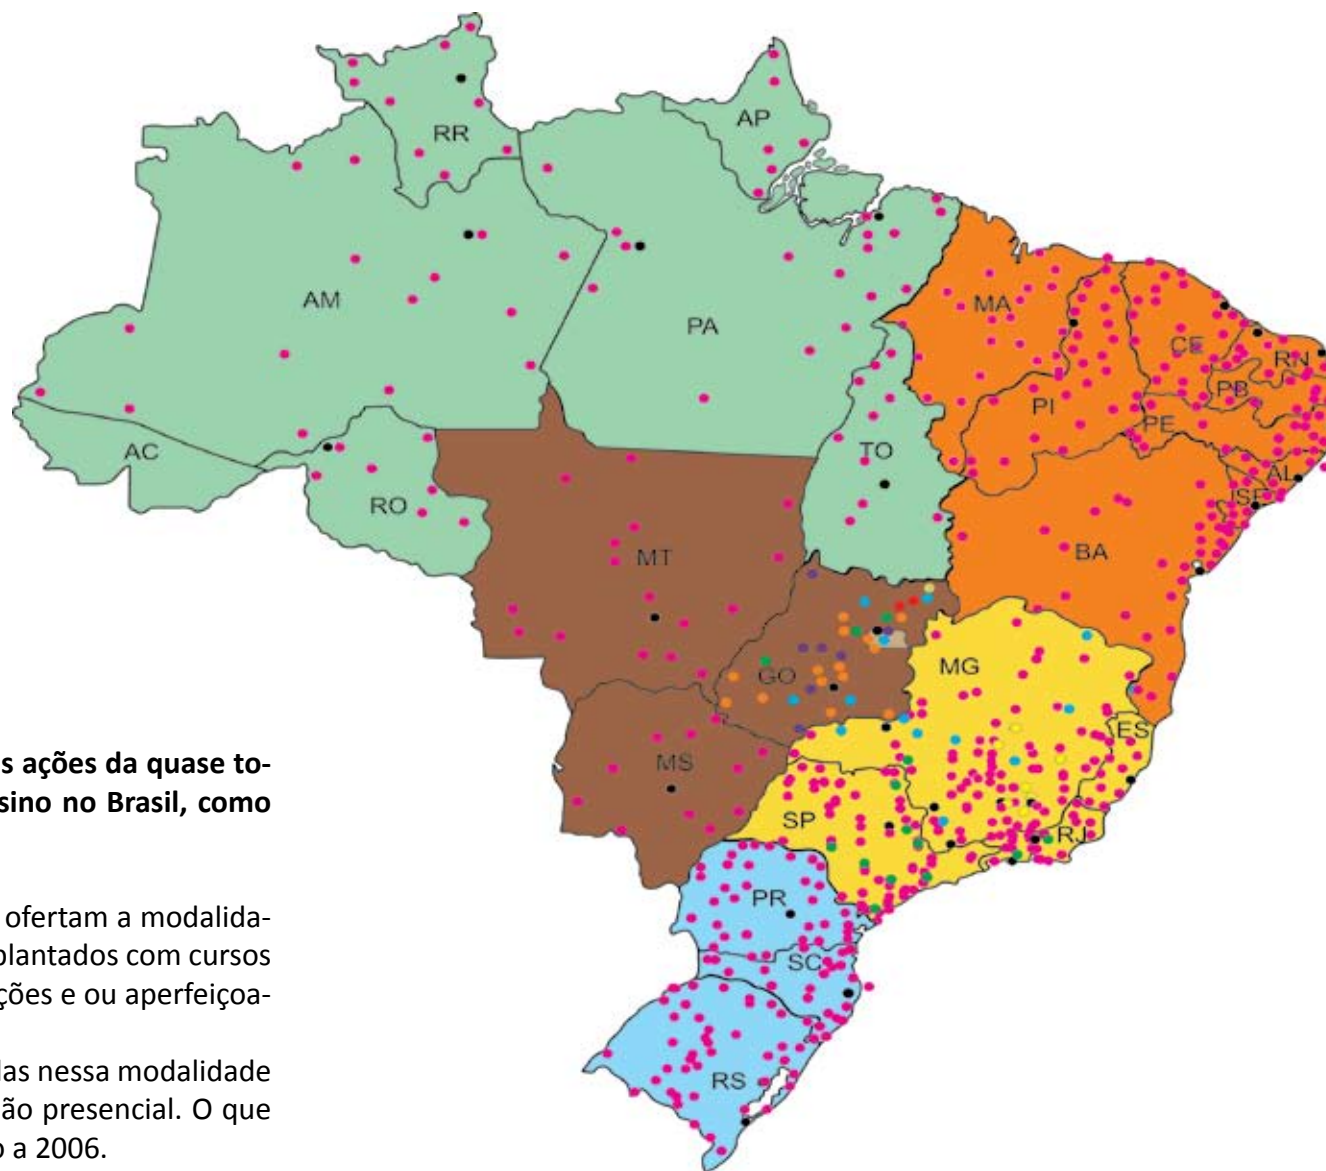 RR
AP
AM
PA
MA
CE
RN
PB
PI
PE
AC
TO
AL
SE
RO
MT
BA
GO
MG
ES
s ações da quase to-
MS
sino no Brasil, como
SP
RJ
PR
ofertam a modalida-
plantados com cursos
SC
ções e ou aperfeiçoa-
las nessa modalidade
RS
ão presencial. O que
o a 2006.